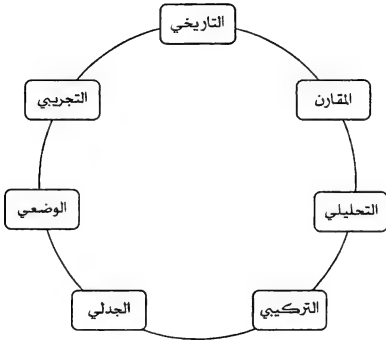 التاريخي
المقارن
التحليلي
التركيبي
الجدلي
الوضعي
التجريبي